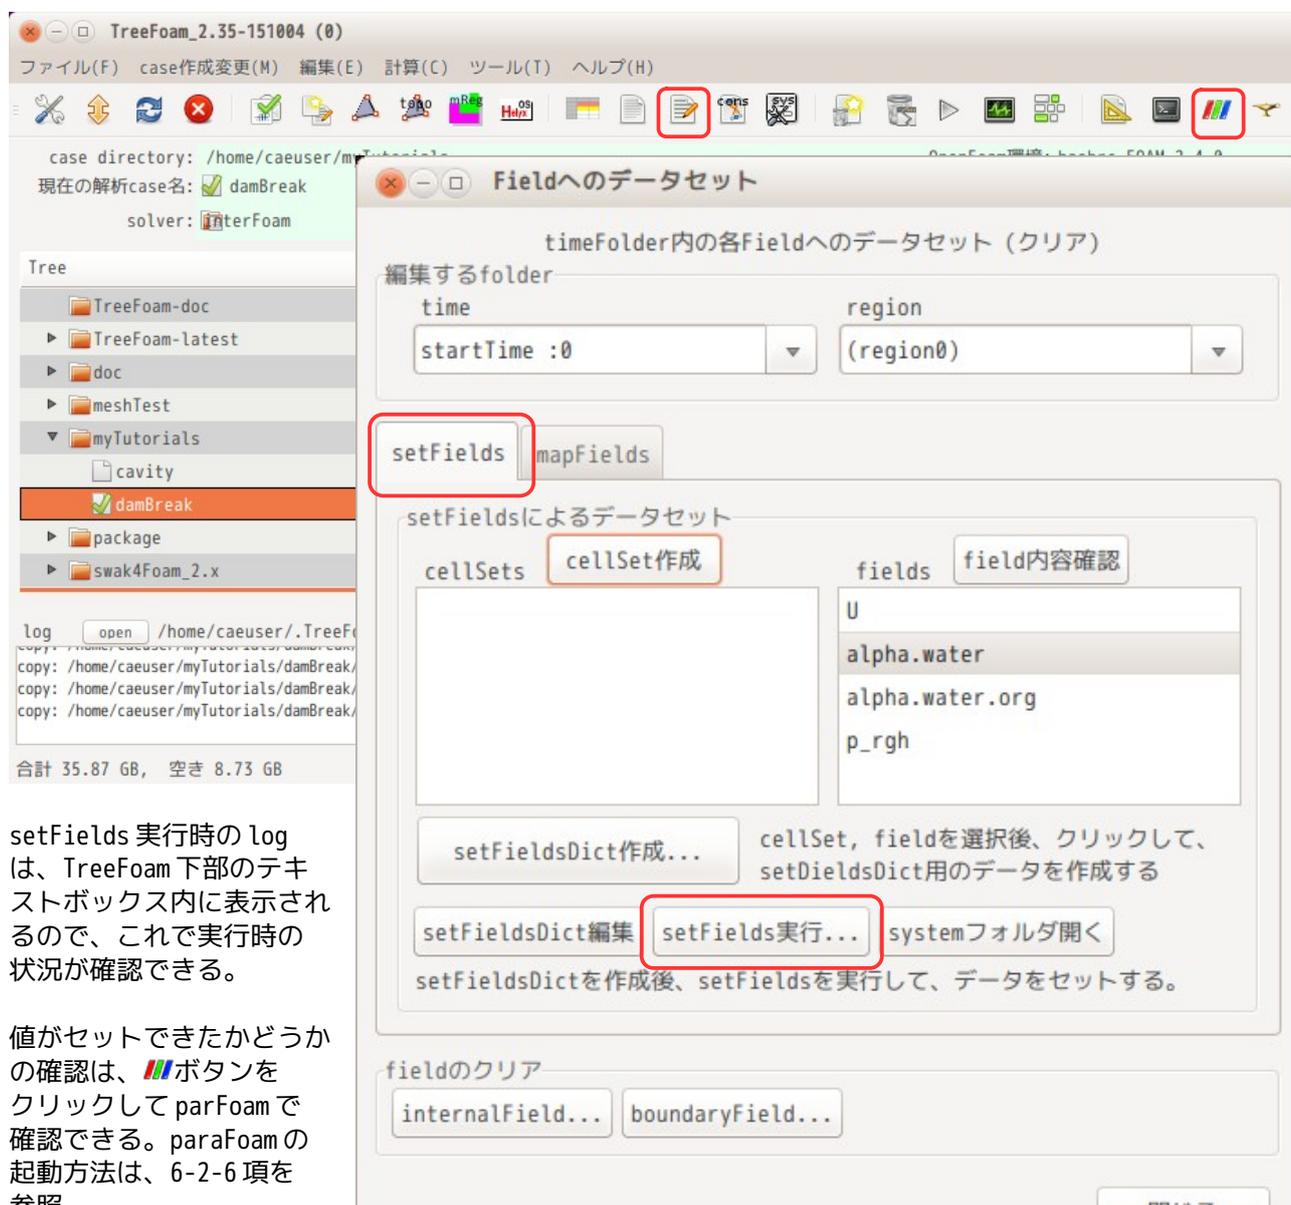 TreeFoam_2.35-151004 (0)
ファイル(F) case作成変更(M) 編集(E) 計算(C) ツール(T) ヘルプ(H)
topo mReg Helyx OS cons sys
case directory: /home/caeuser/myTutorials
現在の解析case名: damBreak
solver: interFoam
Tree
TreeFoam-doc
TreeFoam-latest
doc
meshTest
myTutorials
cavity
damBreak
package
swak4Foam_2.x
log open /home/caeuser/.TreeFo
copy: /home/caeuser/myTutorials/damBreak/
copy: /home/caeuser/myTutorials/damBreak/
copy: /home/caeuser/myTutorials/damBreak/
copy: /home/caeuser/myTutorials/damBreak/
合計 35.87 GB, 空き 8.73 GB
Fieldへのデータセット
timeFolder内の各Fieldへのデータセット (クリア)
編集するfolder
time region
startTime :0 (region0)
setFields mapFields
setFieldsによるデータセット
cellSets cellSet作成 fields field内容確認
U
alpha.water
alpha.water.org
p_rgh
setFieldsDict作成... cellSet, fieldを選択後、クリックして、
setDieldsDict用のデータを作成する
setFieldsDict編集 setFields実行... systemフォルダ開く
setFieldsDictを作成後、setFieldsを実行して、データをセットする。
fieldのクリア
internalField... boundaryField...
setFields 実行時の log
は、TreeFoam 下部のテキ
ストボックス内に表示され
るので、これで実行時の
状況が確認できる。
値がセットできたかどうか
の確認は、ボタンを
クリックして parFoam で
確認できる。paraFoam の
起動方法は、6-2-6 項を